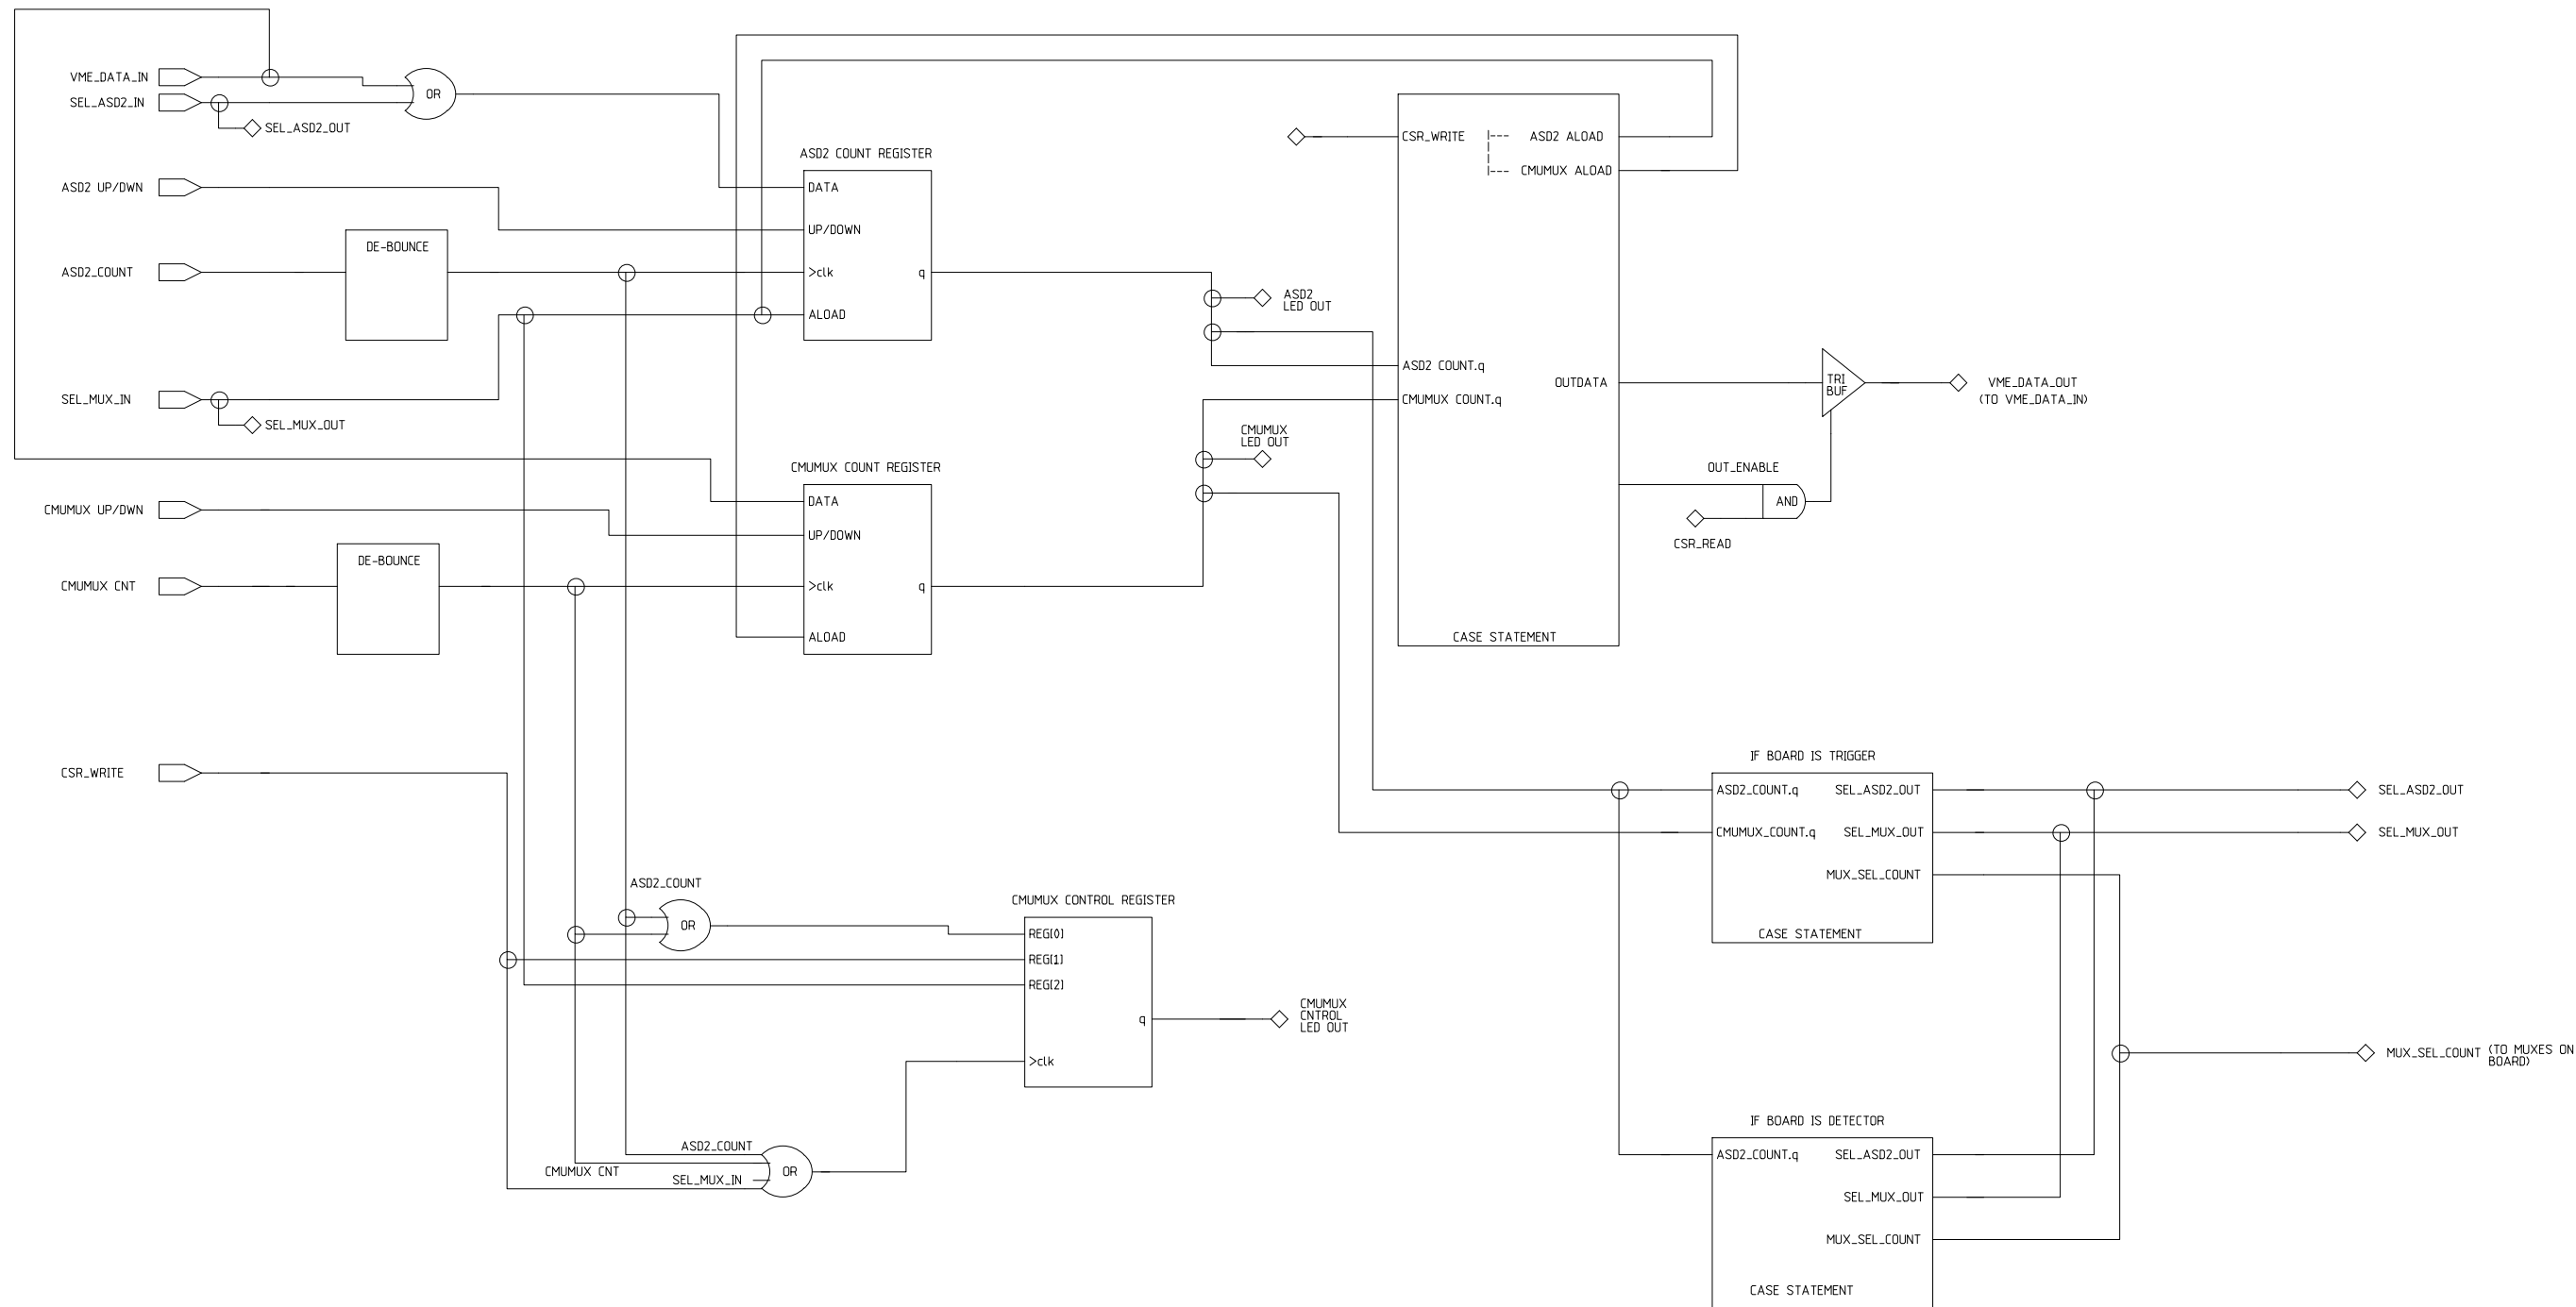 VME_DATA_IN
OR
SEL_ASD2_IN
SEL_ASD2_OUT
CSR_WRITE
|--- ASD2 ALOAD
|--- CMUMUX ALOAD
ASD2 COUNT REGISTER
ASD2 UP/DWN
DATA
UP/DOWN
DE-BOUNCE
ASD2_COUNT
>clk
q
ASD2
LED OUT
ALOAD
ASD2 COUNT.q
OUTDATA
TRI
BUF
VME_DATA_OUT
(TO VME_DATA_IN)
SEL_MUX_IN
CMUMUX COUNT.q
SEL_MUX_OUT
CMUMUX
LED OUT
CMUMUX COUNT REGISTER
OUT_ENABLE
DATA
AND
CMUMUX UP/DWN
UP/DOWN
CSR_READ
DE-BOUNCE
CMUMUX CNT
>clk
q
ALOAD
CASE STATEMENT
IF BOARD IS TRIGGER
CSR_WRITE
ASD2_COUNT.q
SEL_ASD2_OUT
SEL_ASD2_OUT
CMUMUX_COUNT.q
SEL_MUX_OUT
SEL_MUX_OUT
MUX_SEL_COUNT
ASD2_COUNT
CMUMUX CONTROL REGISTER
OR
REG[0]
CASE STATEMENT
REG[1]
REG[2]
CMUMUX
CNTROL
LED OUT
q
>clk
MUX_SEL_COUNT (TO MUXES ON
BOARD)
IF BOARD IS DETECTOR
ASD2_COUNT
ASD2_COUNT.q
SEL_ASD2_OUT
CMUMUX CNT
OR
SEL_MUX_IN
SEL_MUX_OUT
MUX_SEL_COUNT
CASE STATEMENT